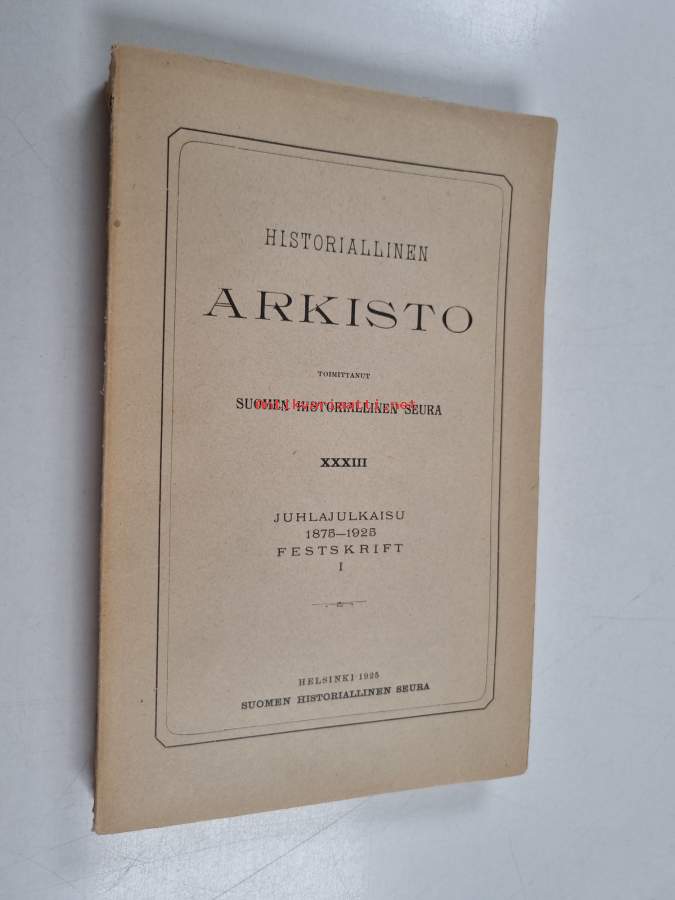 HISTORIALLINEN
ARKISTO
TOIMITTANUT
SUOMEN HISTORIALLINEN SEURA
XXXIII
JUHLAJULKAISU
1875—1925
FESTSKRIFT
I
HELSINKI 1925
SUOMEN HISTORIALLINEN SEURA